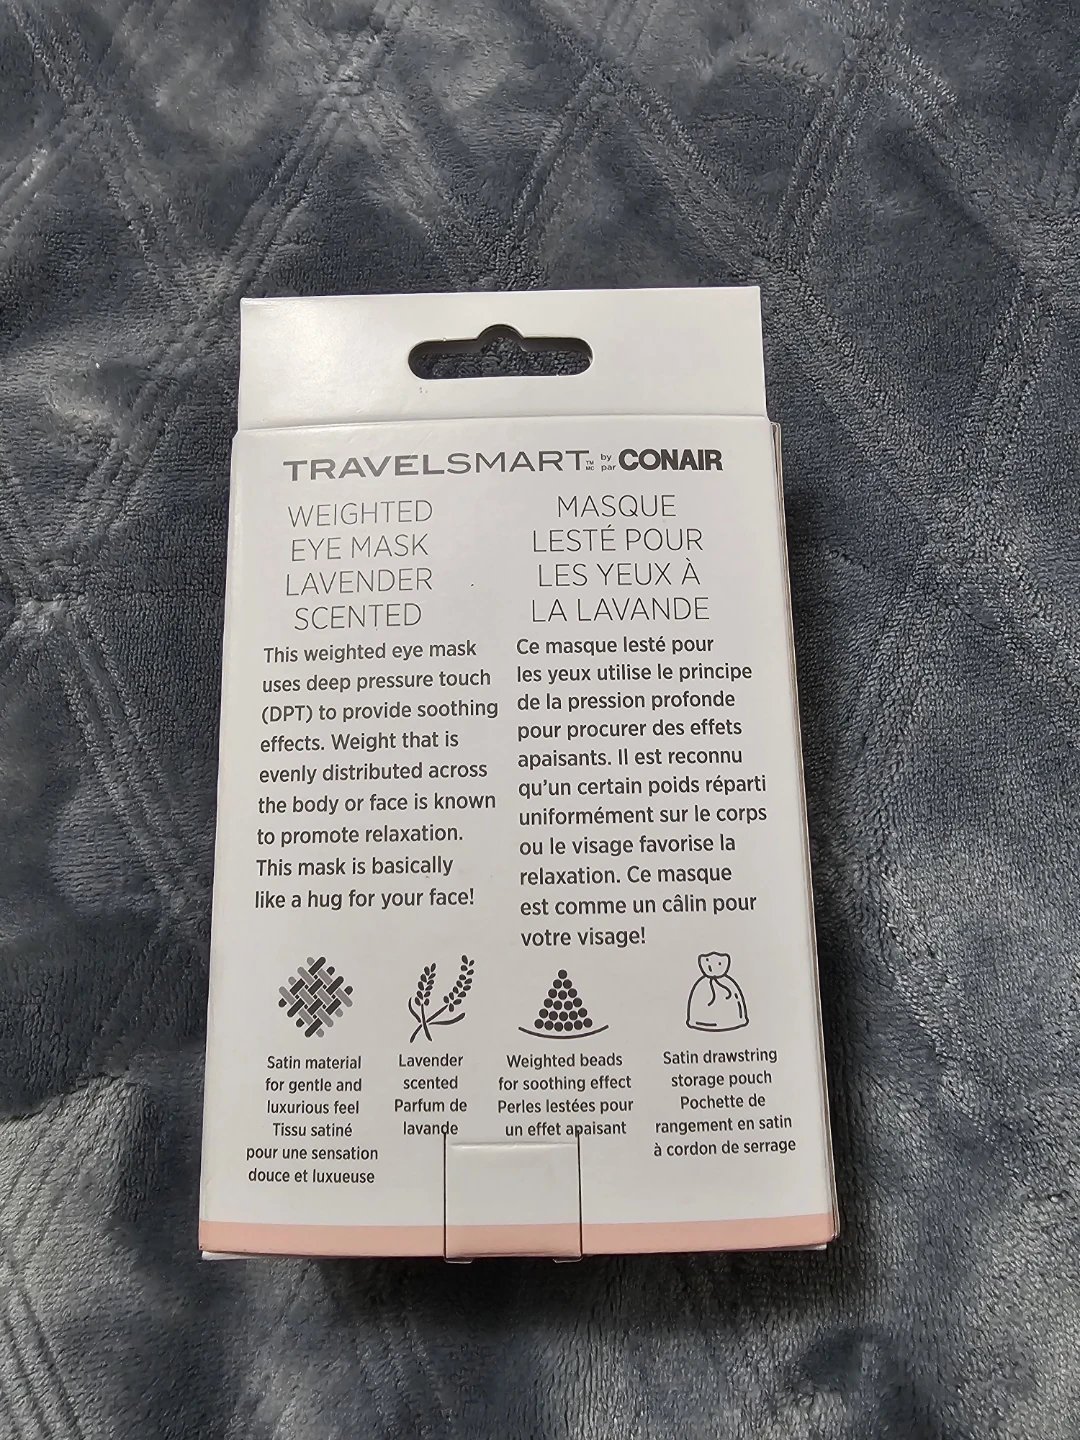 TRAVELSMART™ MC by par CONAIR
WEIGHTED
EYE MASK
LAVENDER
SCENTED
This weighted eye mask
uses deep pressure touch
(DPT) to provide soothing
effects. Weight that is
evenly distributed across
the body or face is known
to promote relaxation.
This mask is basically
like a hug for your face!
MASQUE
LESTÉ POUR
LES YEUX À
LA LAVANDE
Ce masque lesté pour
les yeux utilise le principe
de la pression profonde
pour procurer des effets
apaisants. Il est reconnu
qu'un certain poids réparti
uniformément sur le corps
ou le visage favorise la
relaxation. Ce masque
est comme un câlin pour
votre visage!
Satin material
for gentle and
luxurious feel
Tissu satiné
pour une sensation
douce et luxueuse
Lavender
scented
Parfum de
lavande
Weighted beads
for soothing effect
Perles lestées pour
un effet apaisant
Satin drawstring
storage pouch
Pochette de
rangement en satin
à cordon de serrage